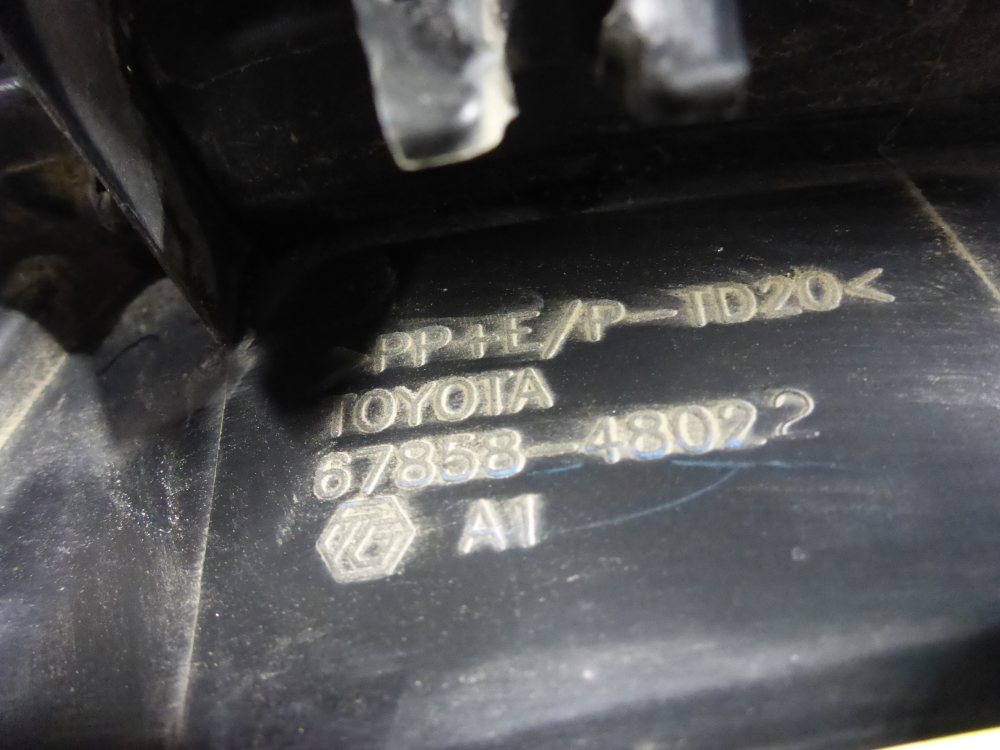 >PP+E/P-TD20<
TOYOTA
67858-48022
A1